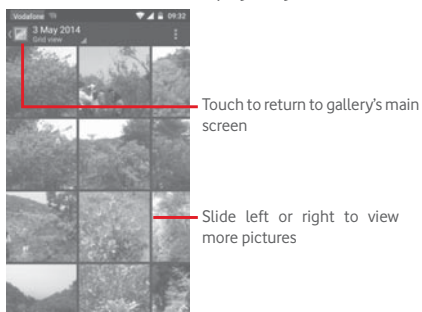 Vodafone 09:32
3 May 2014
Grid view
Touch to return to gallery's main
screen
Slide left or right to view
more pictures